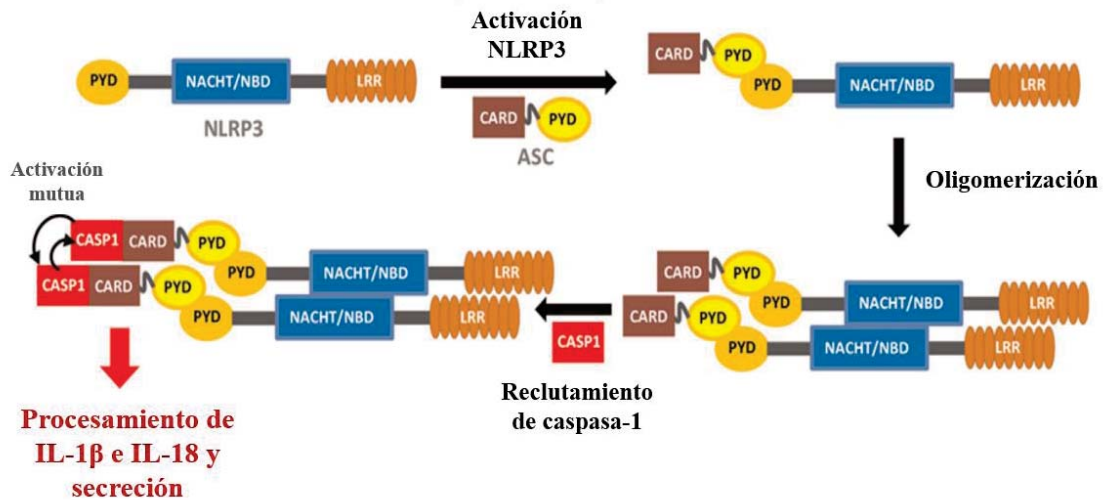 Activación
NLRP3
PYD NACHT/NBD LRR
NLRP3
CARD PYD
ASC
CARD PYD
PYD NACHT/NBD LRR
Oligomerización
CARD PYD
PYD NACHT/NBD LRR
CARD PYD
PYD NACHT/NBD LRR
CASP1
Reclutamiento
de caspasa-1
Activación
mutua
CASP1 CARD PYD
PYD NACHT/NBD LRR
CASP1 CARD PYD
PYD NACHT/NBD LRR
Procesamiento de
IL-1β e IL-18 y
secreción